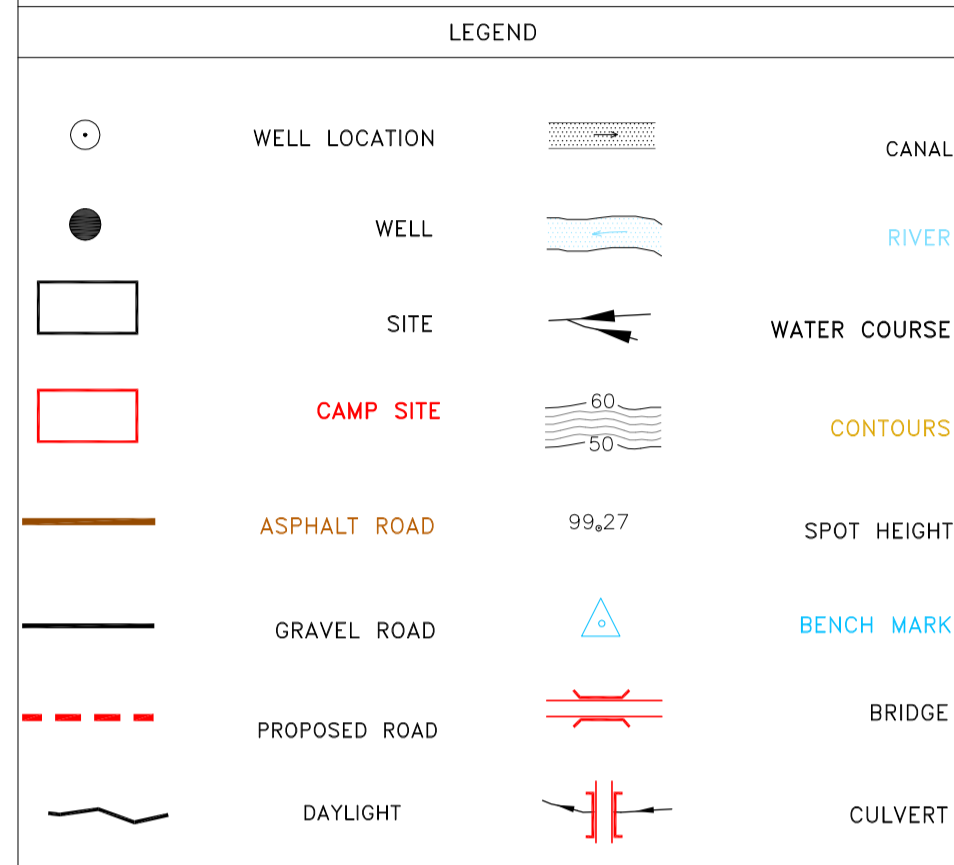 LEGEND
WELL LOCATION
CANAL
WELL
RIVER
SITE
WATER COURSE
CAMP SITE
60
50
CONTOURS
ASPHALT ROAD
99.27
SPOT HEIGHT
GRAVEL ROAD
BENCH MARK
PROPOSED ROAD
BRIDGE
DAYLIGHT
CULVERT